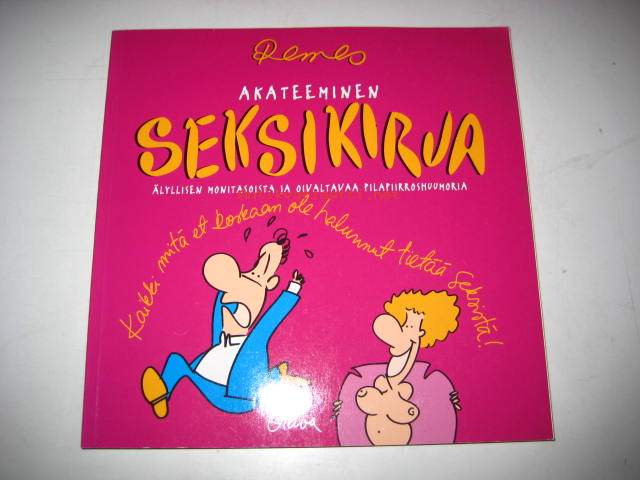 Remes
AKATEEMINEN
SEKSIKIRJA
ÄLYLLISEN MONITASOISTA JA OIVALTAVAA PILAPIIRROSHUUMORIA
Kaikki mitä et koskaan ole halunnut tietää seksistä!